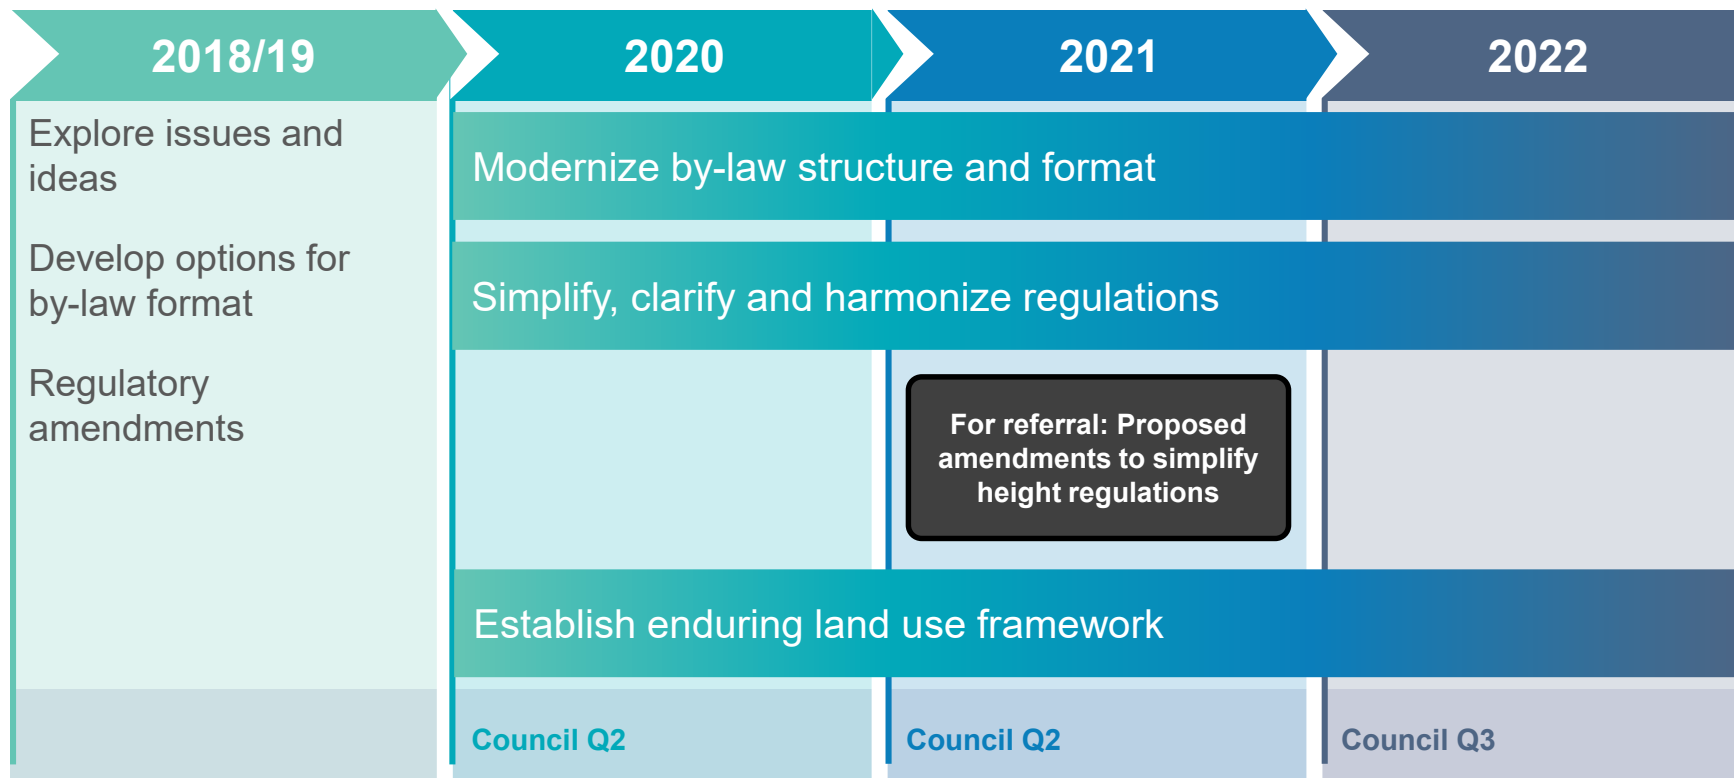 2018/19
2020
2021
2022
Explore issues and
ideas
Develop options for
by-law format
Regulatory
amendments
Modernize by-law structure and format
Simplify, clarify and harmonize regulations
For referral: Proposed
amendments to simplify
height regulations
Establish enduring land use framework
Council Q2
Council Q2
Council Q3